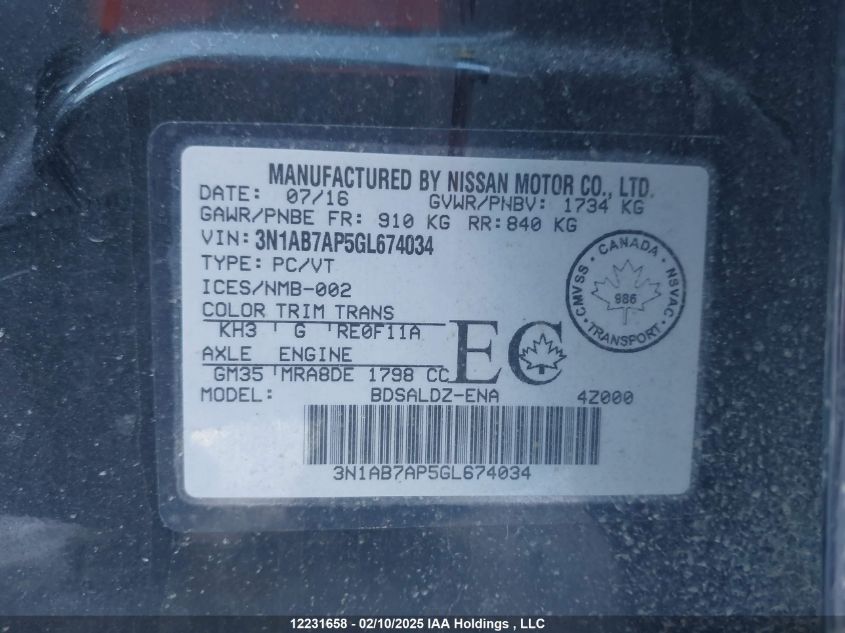 MANUFACTURED BY NISSAN MOTOR CO., LTD.
DATE: 07/16 GVWR/PNBV: 1734 KG
GAWR/PNBE FR: 910 KG RR: 840 KG
VIN: 3N1AB7AP5GL674034
TYPE: PC/VT
ICES/NMB-002
COLOR TRIM TRANS
KH3 G RE0F11A
AXLE ENGINE
GM35 MRA8DE 1798 CC
EC
MODEL: BDSALDZ-ENA 4Z000
3N1AB7AP5GL674034
CMVSS • CANADA • NSVAC
986
• TRANSPORT •
12231658 - 02/10/2025 IAA Holdings , LLC